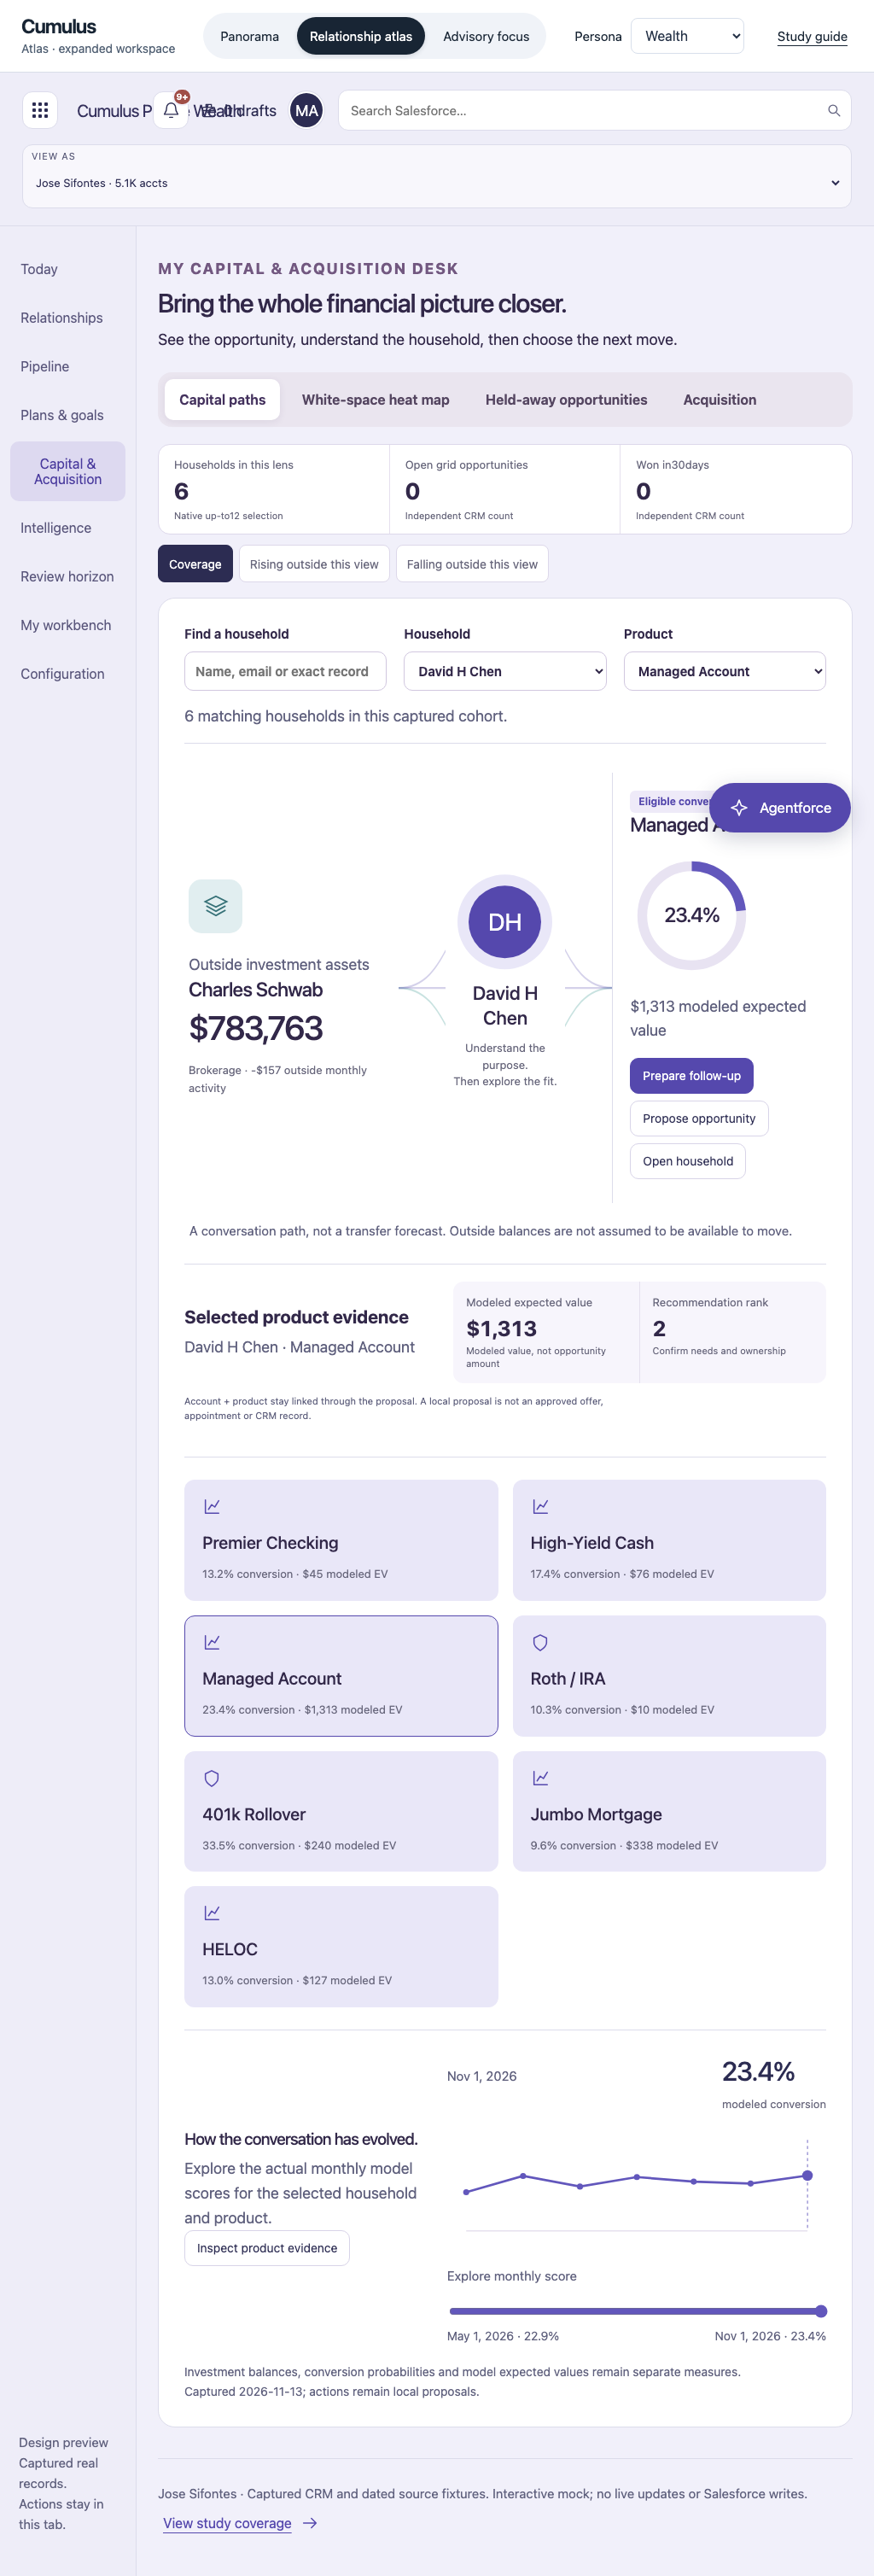 Cumulus
Atlas · expanded workspace
Panorama
Relationship atlas
Advisory focus
Persona
Wealth
Study guide
Cumulus P
Wealth
9+
drafts
MA
Search Salesforce...
VIEW AS
Jose Sifontes · 5.1K accts
Today
Relationships
Pipeline
Plans & goals
Capital &
Acquisition
Intelligence
Review horizon
My workbench
Configuration
MY CAPITAL & ACQUISITION DESK
Bring the whole financial picture closer.
See the opportunity, understand the household, then choose the next move.
Capital paths
White-space heat map
Held-away opportunities
Acquisition
Households in this lens
6
Native up-to12 selection
Open grid opportunities
0
Independent CRM count
Won in30days
0
Independent CRM count
Coverage
Rising outside this view
Falling outside this view
Find a household
Name, email or exact record
Household
David H Chen
Product
Managed Account
6 matching households in this captured cohort.
Outside investment assets
Charles Schwab
$783,763
Brokerage · -$157 outside monthly
activity
DH
David H
Chen
Understand the
purpose.
Then explore the fit.
Eligible conver
Managed A
Agentforce
23.4%
$1,313 modeled expected
value
Prepare follow-up
Propose opportunity
Open household
A conversation path, not a transfer forecast. Outside balances are not assumed to be available to move.
Selected product evidence
David H Chen · Managed Account
Modeled expected value
$1,313
Modeled value, not opportunity
amount
Recommendation rank
2
Confirm needs and ownership
Account + product stay linked through the proposal. A local proposal is not an approved offer,
appointment or CRM record.
Premier Checking
13.2% conversion · $45 modeled EV
High-Yield Cash
17.4% conversion · $76 modeled EV
Managed Account
23.4% conversion · $1,313 modeled EV
Roth / IRA
10.3% conversion · $10 modeled EV
401k Rollover
33.5% conversion · $240 modeled EV
Jumbo Mortgage
9.6% conversion · $338 modeled EV
HELOC
13.0% conversion · $127 modeled EV
How the conversation has evolved.
Explore the actual monthly model
scores for the selected household
and product.
Inspect product evidence
Nov 1, 2026
23.4%
modeled conversion
Explore monthly score
May 1, 2026 · 22.9%
Nov 1, 2026 · 23.4%
Investment balances, conversion probabilities and model expected values remain separate measures.
Captured 2026-11-13; actions remain local proposals.
Design preview
Captured real
records.
Actions stay in
this tab.
Jose Sifontes · Captured CRM and dated source fixtures. Interactive mock; no live updates or Salesforce writes.
View study coverage